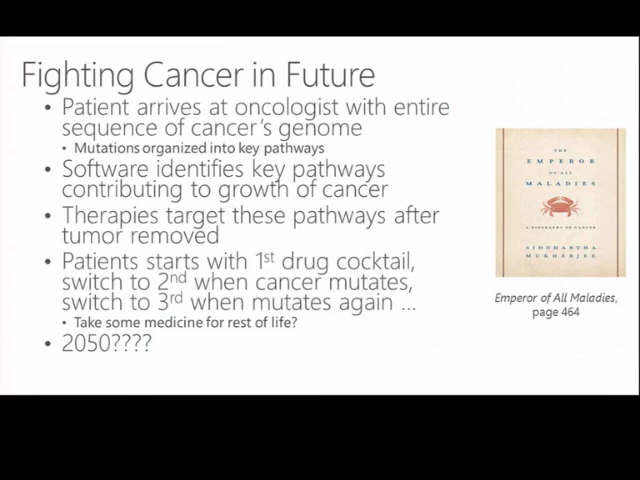 Fighting Cancer in Future
• Patient arrives at oncologist with entire
sequence of cancer's genome
• Mutations organized into key pathways
• Software identifies key pathways
contributing to growth of cancer
• Therapies target these pathways after
tumor removed
• Patients starts with 1st drug cocktail,
switch to 2nd when cancer mutates,
switch to 3rd when mutates again ...
• Take some medicine for rest of life?
• 2050????
THE
EMPEROR
OF ALL
MALADIES
A BIOGRAPHY OF CANCER
SIDDHARTHA
MUKHERJEE
Emperor of All Maladies,
page 464